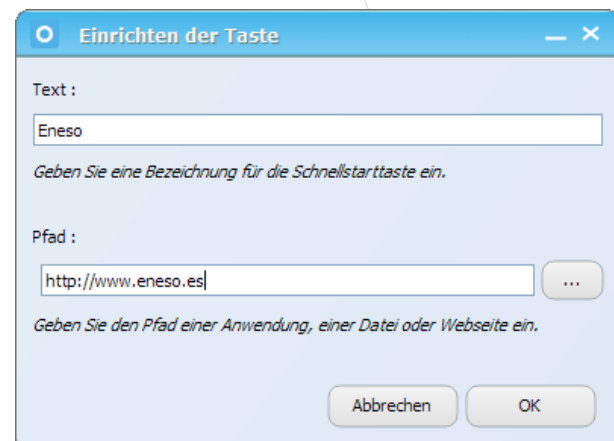 Einrichten der Taste
Text :
Eneso
Geben Sie eine Bezeichnung für die Schnellstarttaste ein.
Pfad :
http://www.eneso.es
...
Geben Sie den Pfad einer Anwendung, einer Datei oder Webseite ein.
Abbrechen OK